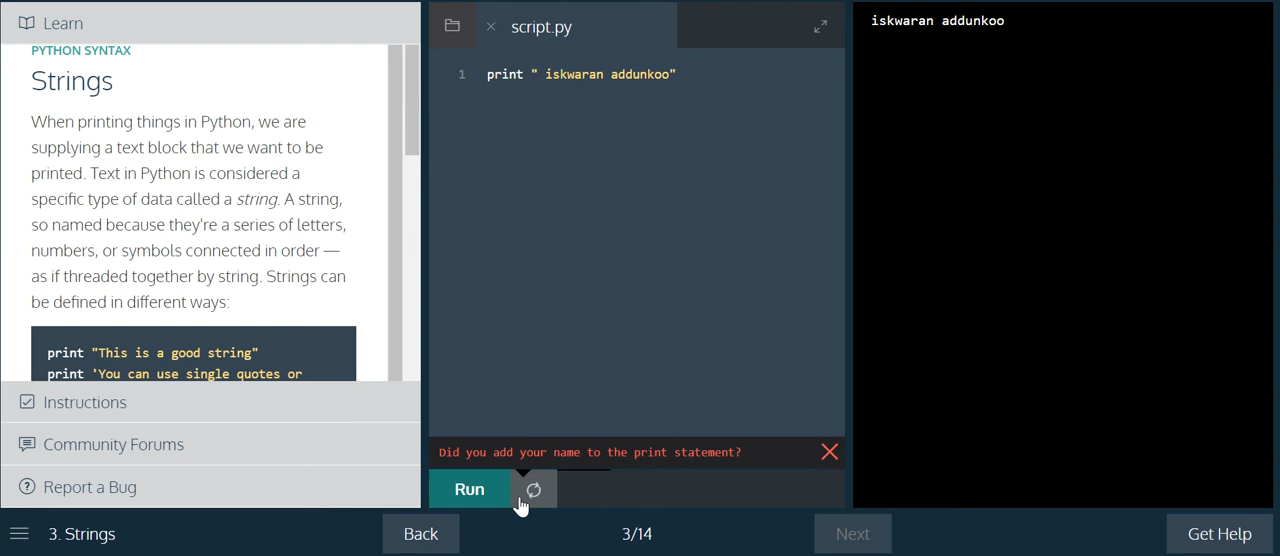 Learn
PYTHON SYNTAX
Strings
When printing things in Python, we are
supplying a text block that we want to be
printed. Text in Python is considered a
specific type of data called a string. A string,
so named because they're a series of letters,
numbers, or symbols connected in order —
as if threaded together by string. Strings can
be defined in different ways:
print "This is a good string"
print 'You can use single quotes or
Instructions
Community Forums
Report a Bug
script.py
1 print " iskwaran addunkoo"
Did you add your name to the print statement?
Run
iskwaran addunkoo
3. Strings
Back
3/14
Next
Get Help